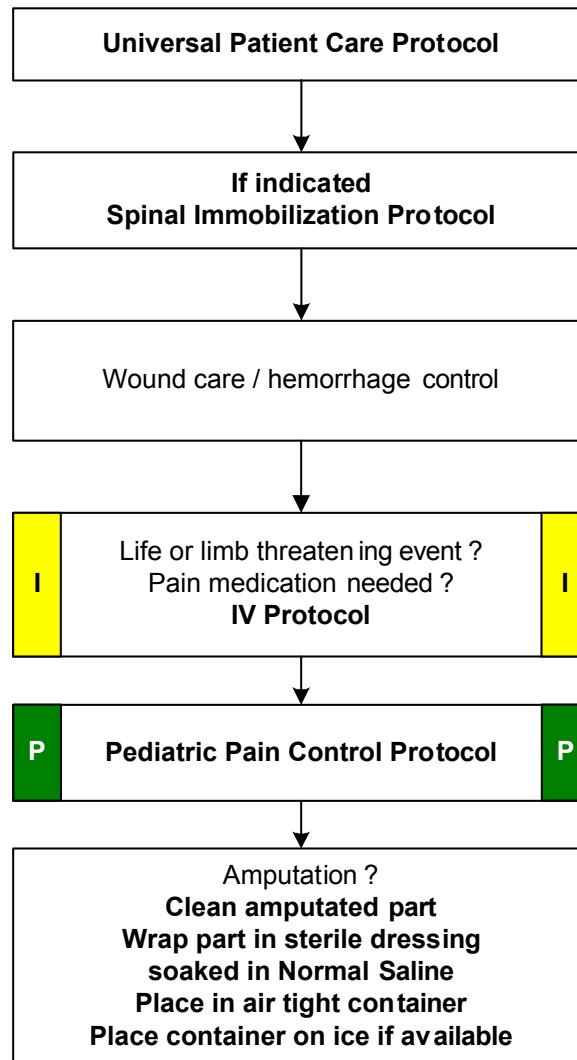 Universal Patient Care Protocol
If indicated
Spinal Immobilization Protocol
Wound care / hemorrhage control
I
Life or limb threatening event ?
Pain medication needed ?
IV Protocol
I
P
Pediatric Pain Control Protocol
P
Amputation ?
Clean amputated part
Wrap part in sterile dressing
soaked in Normal Saline
Place in air tight container
Place container on ice if available